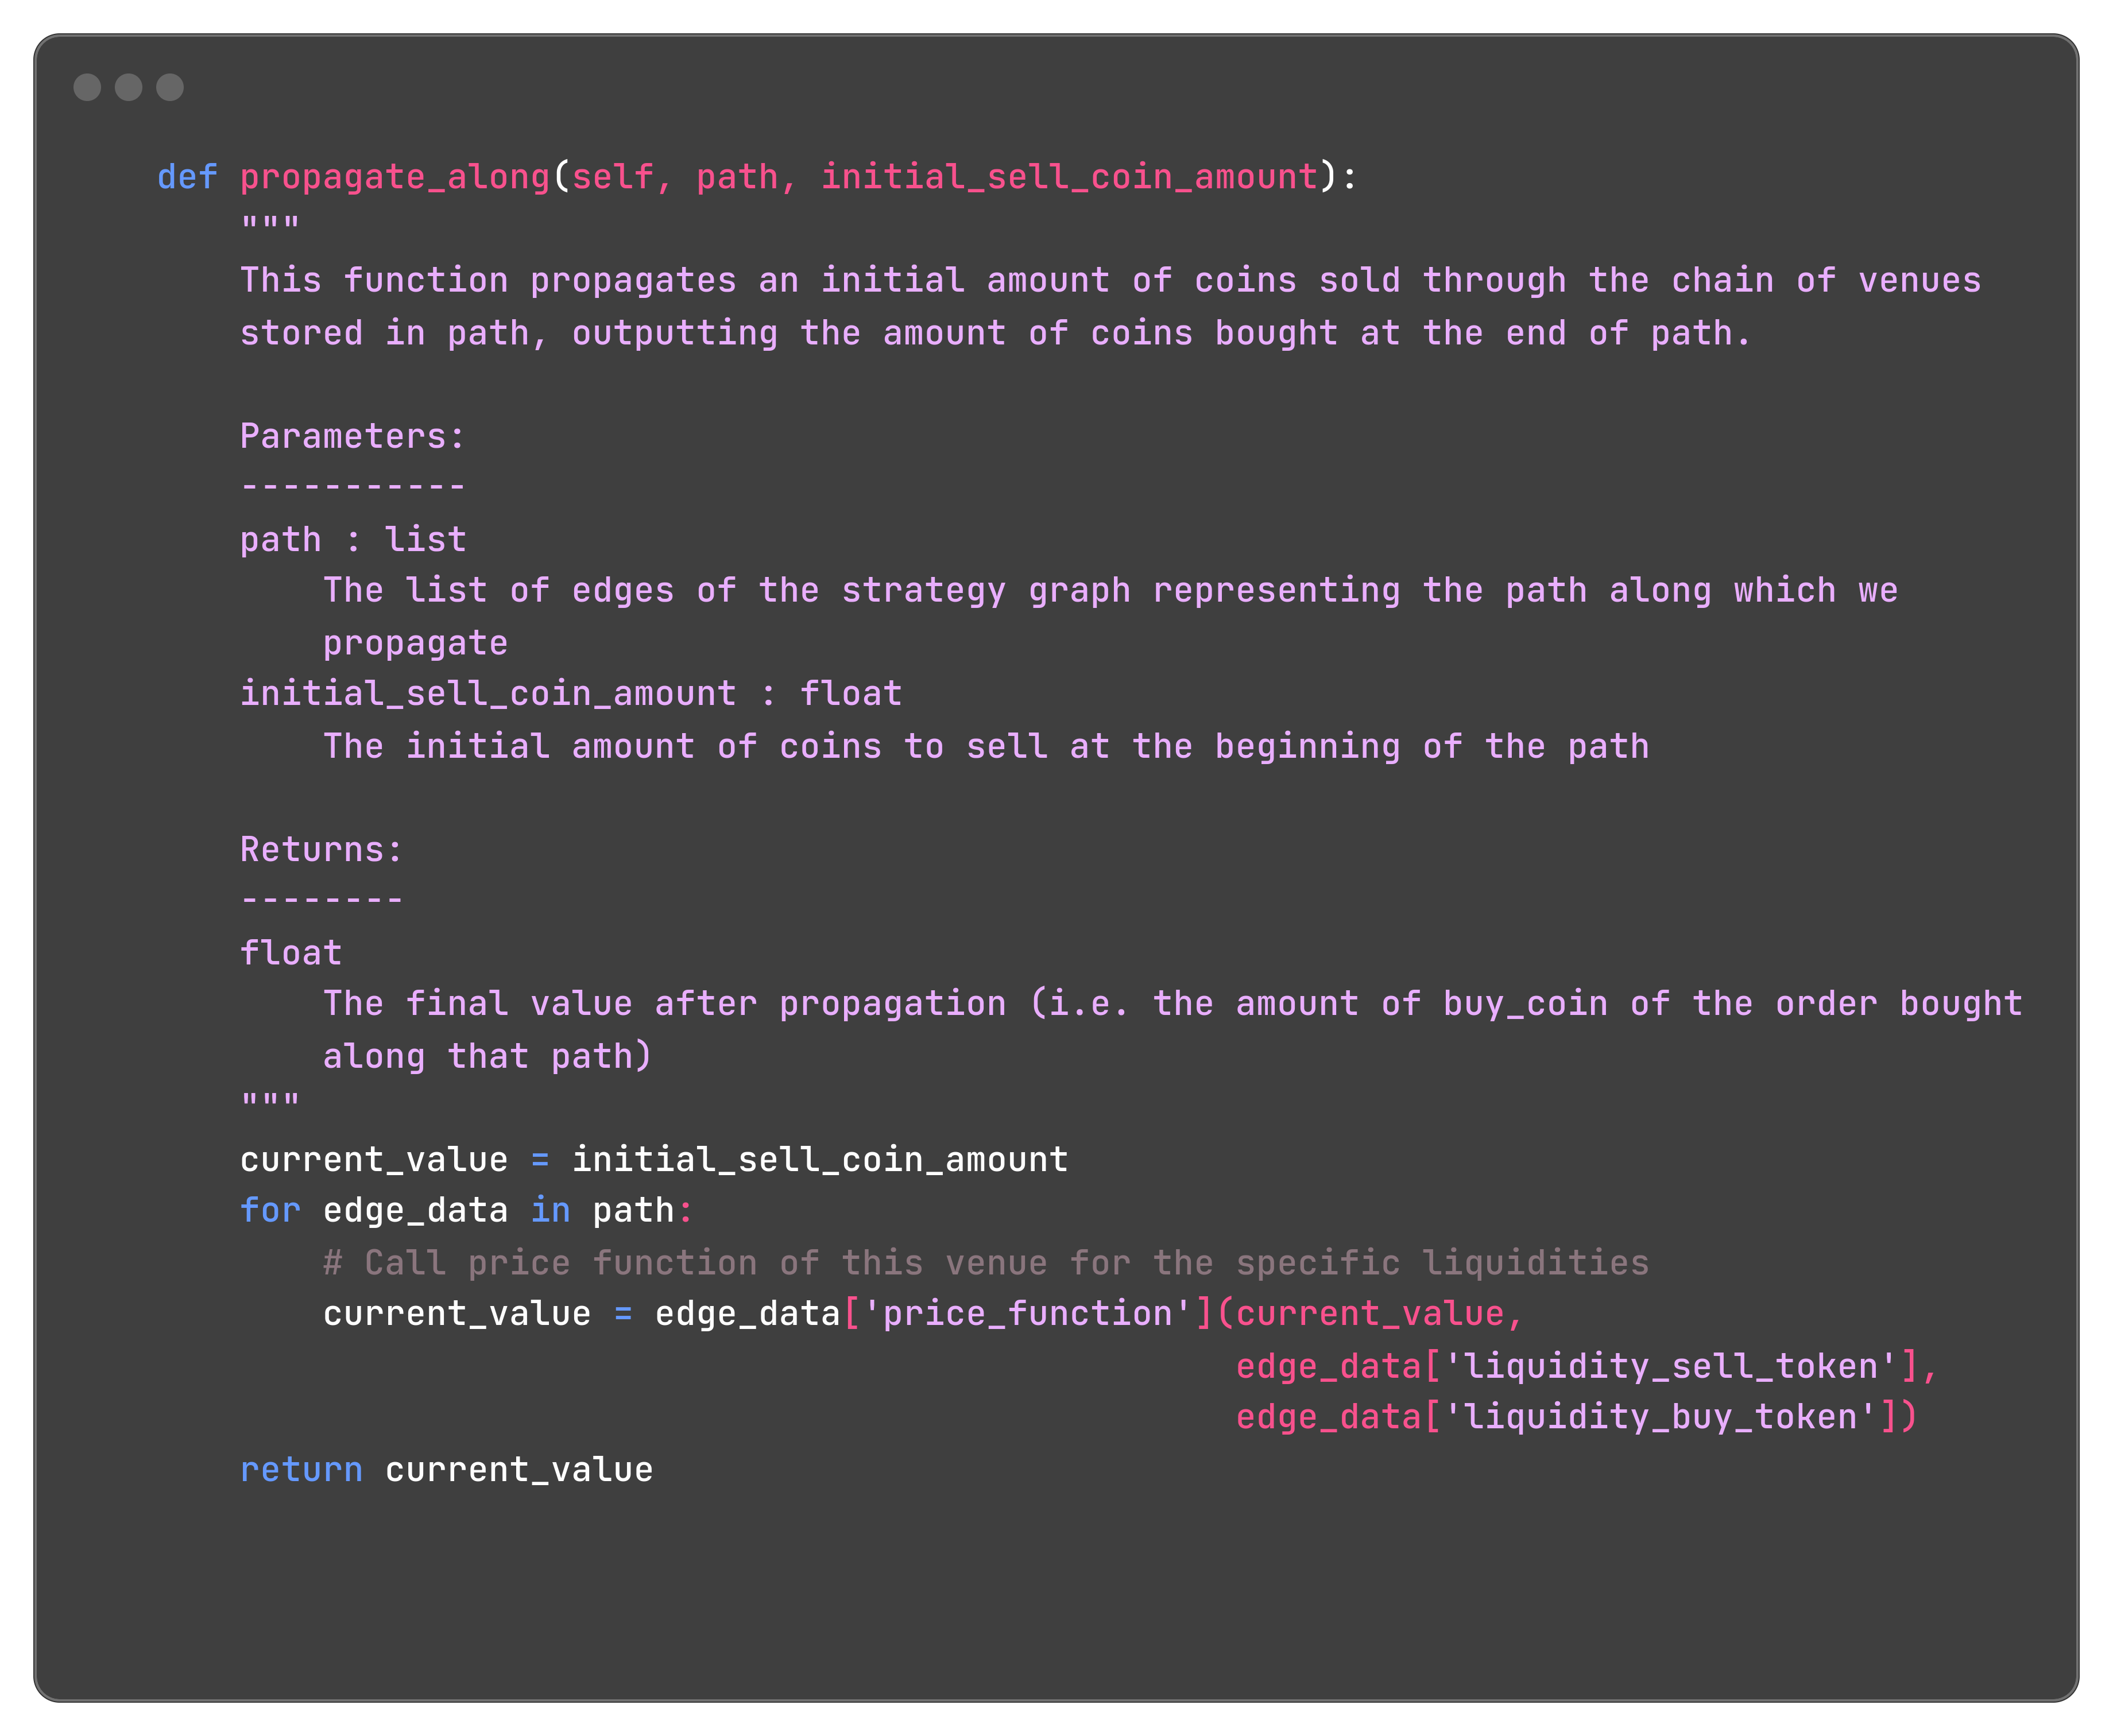 def propagate_along(self, path, initial_sell_coin_amount):
    """
    This function propagates an initial amount of coins sold through the chain of venues
    stored in path, outputting the amount of coins bought at the end of path.

    Parameters:
    -----------
    path : list
        The list of edges of the strategy graph representing the path along which we
        propagate
    initial_sell_coin_amount : float
        The initial amount of coins to sell at the beginning of the path

    Returns:
    --------
    float
        The final value after propagation (i.e. the amount of buy_coin of the order bought
        along that path)
    """
    current_value = initial_sell_coin_amount
    for edge_data in path:
        # Call price function of this venue for the specific liquidities
        current_value = edge_data['price_function'](current_value,
                                                    edge_data['liquidity_sell_token'],
                                                    edge_data['liquidity_buy_token'])
    return current_value